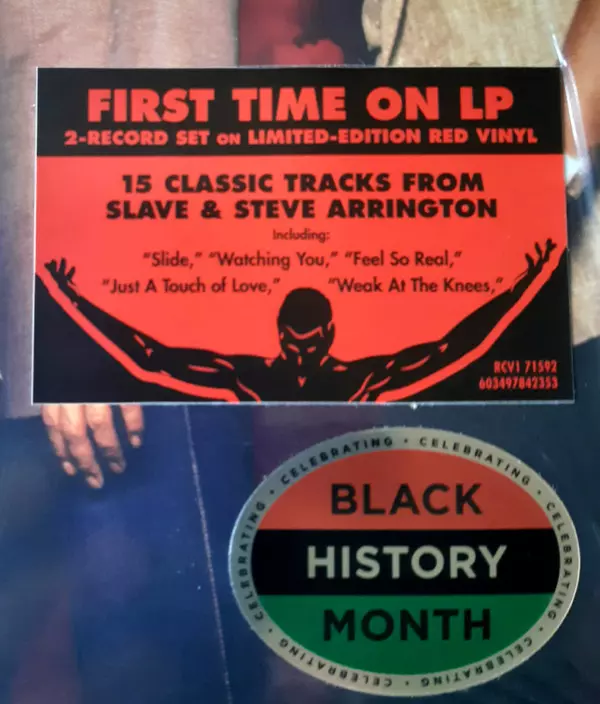 FIRST TIME ON LP
2-RECORD SET ON LIMITED-EDITION RED VINYL
15 CLASSIC TRACKS FROM
SLAVE & STEVE ARRINGTON
Including:
"Slide," "Watching You," "Feel So Real,"
"Just A Touch of Love," "Weak At The Knees,"
RCV1 71592
603497842353
CELEBRATING • CELEBRATING • CELEBRATING • CELEBRATING • CELEBRATING • CELEBRATING •
BLACK
HISTORY
MONTH